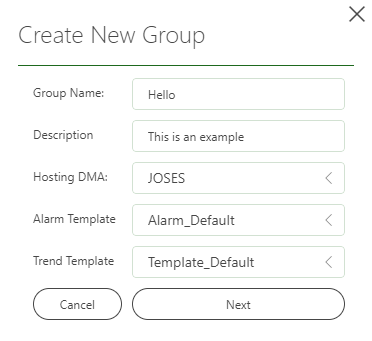 Create New Group
Group Name: Hello
Description This is an example
Hosting DMA: JOSES
Alarm Template Alarm_Default
Trend Template Template_Default
Cancel Next